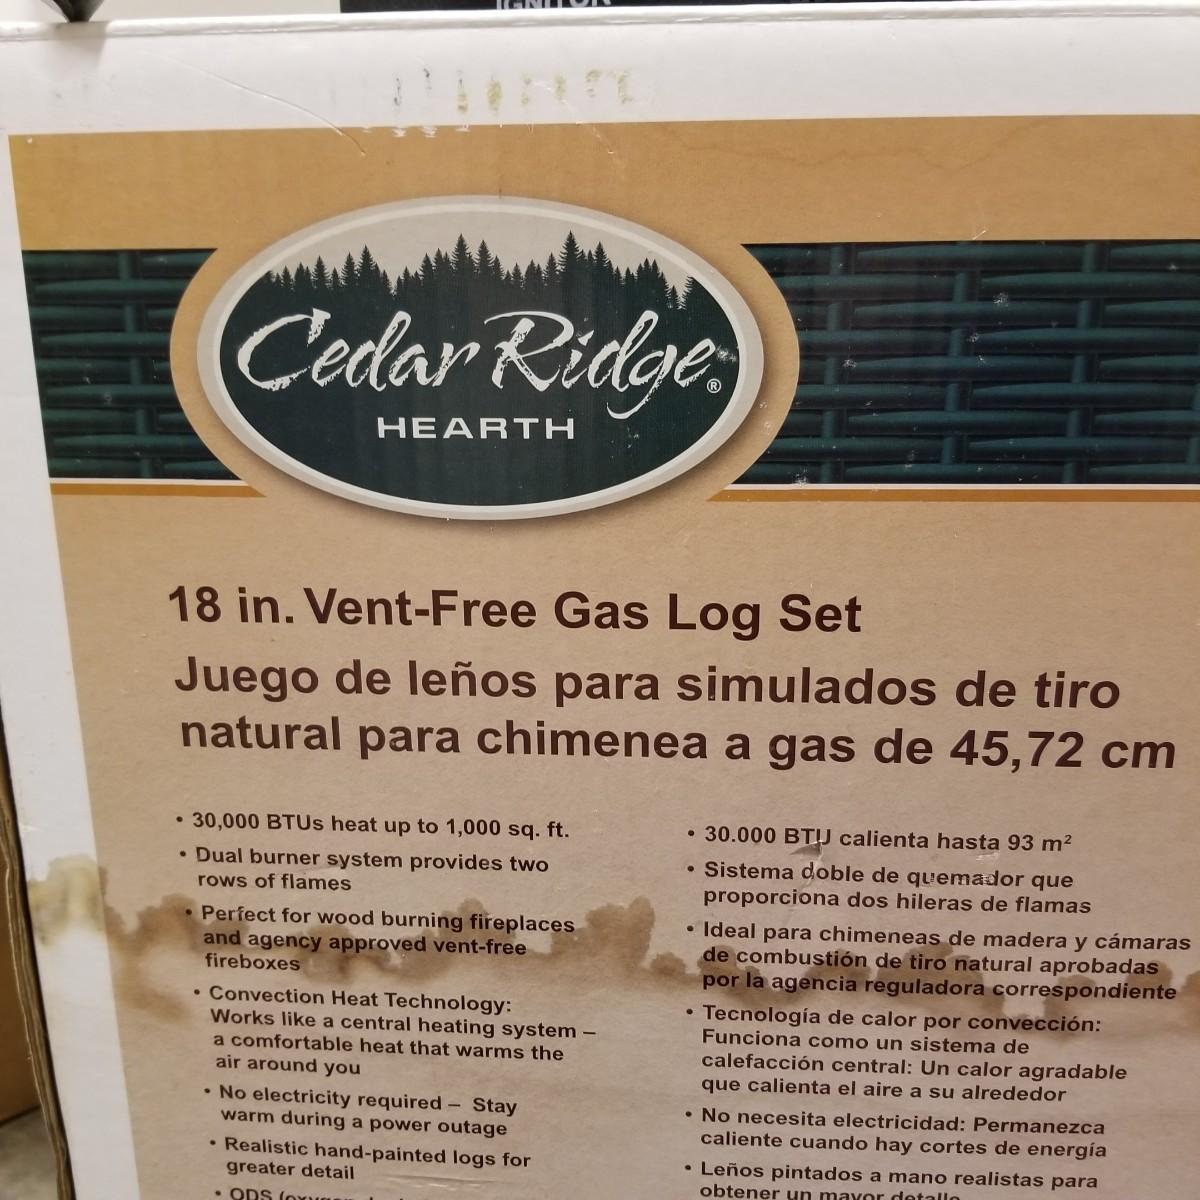 IGNITOR
Cedar Ridge®
HEARTH
18 in. Vent-Free Gas Log Set
Juego de leños para simulados de tiro
natural para chimenea a gas de 45,72 cm
• 30,000 BTUs heat up to 1,000 sq. ft.
• Dual burner system provides two
rows of flames
• Perfect for wood burning fireplaces
and agency approved vent-free
fireboxes
• Convection Heat Technology:
Works like a central heating system –
a comfortable heat that warms the
air around you
• No electricity required – Stay
warm during a power outage
• Realistic hand-painted logs for
greater detail
• ODS
• 30.000 BTU calienta hasta 93 m²
• Sistema doble de quemador que
proporciona dos hileras de flamas
• Ideal para chimeneas de madera y cámaras
de combustión de tiro natural aprobadas
por la agencia reguladora correspondiente
• Tecnología de calor por convección:
Funciona como un sistema de
calefacción central: Un calor agradable
que calienta el aire a su alrededor
• No necesita electricidad: Permanezca
caliente cuando hay cortes de energía
• Leños pintados a mano realistas para
obtener un mayor detalle